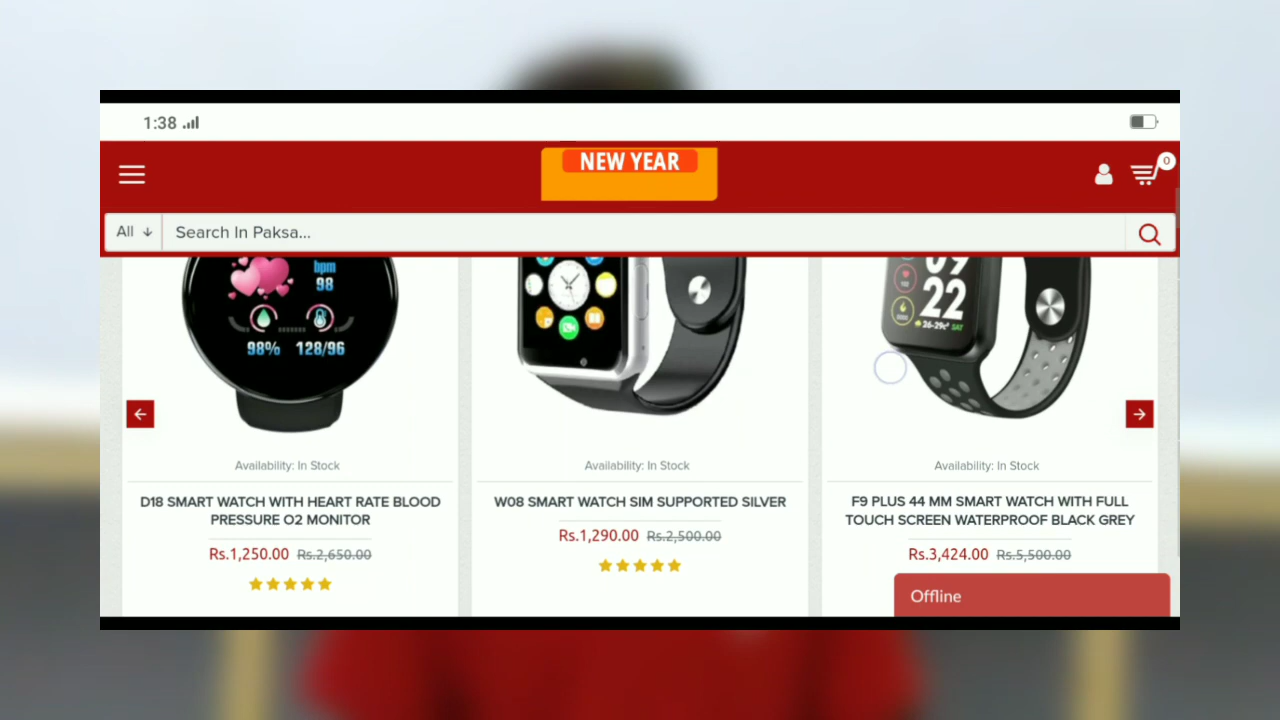 1:38
NEW YEAR
0
All
Search In Paksa...
bpm
98
98% 128/96
22
26-29c° SAT
Availability: In Stock
Availability: In Stock
Availability: In Stock
D18 SMART WATCH WITH HEART RATE BLOOD
PRESSURE O2 MONITOR
Rs.1,250.00 Rs.2,650.00
W08 SMART WATCH SIM SUPPORTED SILVER
Rs.1,290.00 Rs.2,500.00
F9 PLUS 44 MM SMART WATCH WITH FULL
TOUCH SCREEN WATERPROOF BLACK GREY
Rs.3,424.00 Rs.5,500.00
Offline